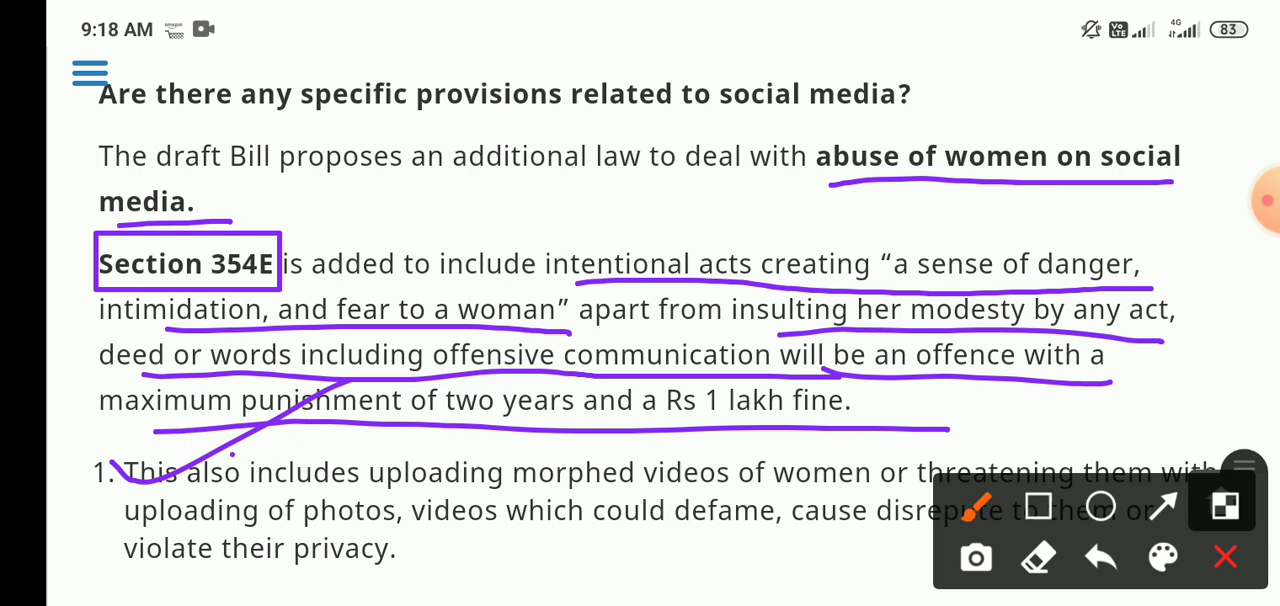 9:18 AM
Vo LTE 4G 83
Are there any specific provisions related to social media?
The draft Bill proposes an additional law to deal with abuse of women on social
media.
Section 354E is added to include intentional acts creating “a sense of danger,
intimidation, and fear to a woman” apart from insulting her modesty by any act,
deed or words including offensive communication will be an offence with a
maximum punishment of two years and a Rs 1 lakh fine.
1. This also includes uploading morphed videos of women or threatening them with
uploading of photos, videos which could defame, cause disrepute to them or
violate their privacy.